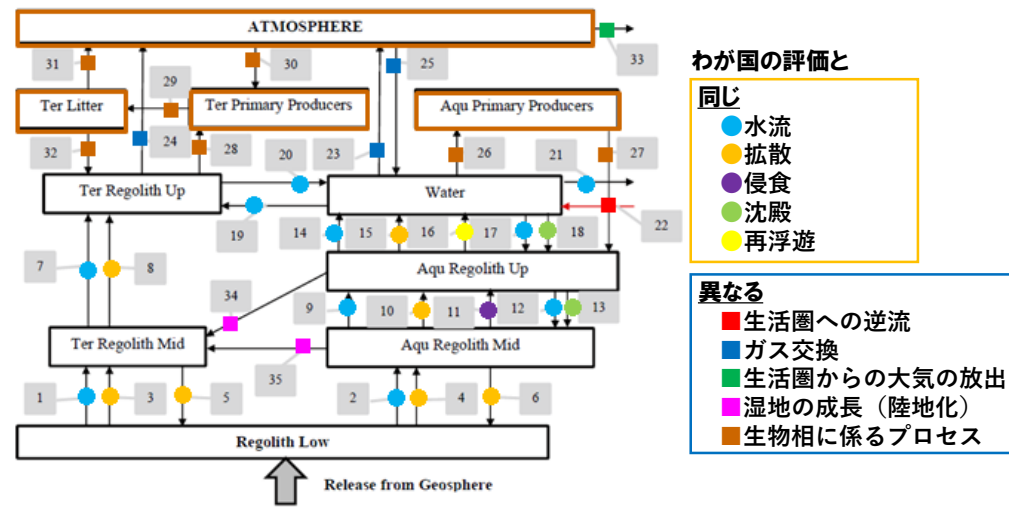 ATMOSPHERE
33
31
30
25
29
Ter Litter
Ter Primary Producers
Aqu Primary Producers
32
24
28
20
23
26
21
27
Ter Regolith Up
Water
19
14
15
16
17
18
22
7
8
Aqu Regolith Up
34
9
10
11
12
13
Ter Regolith Mid
Aqu Regolith Mid
35
1
3
5
2
4
6
Regolith Low
Release from Geosphere
わが国の評価と
同じ
水流
拡散
侵食
沈殿
再浮遊
異なる
生活圏への逆流
ガス交換
生活圏からの大気の放出
湿地の成長（陸地化）
生物相に係るプロセス